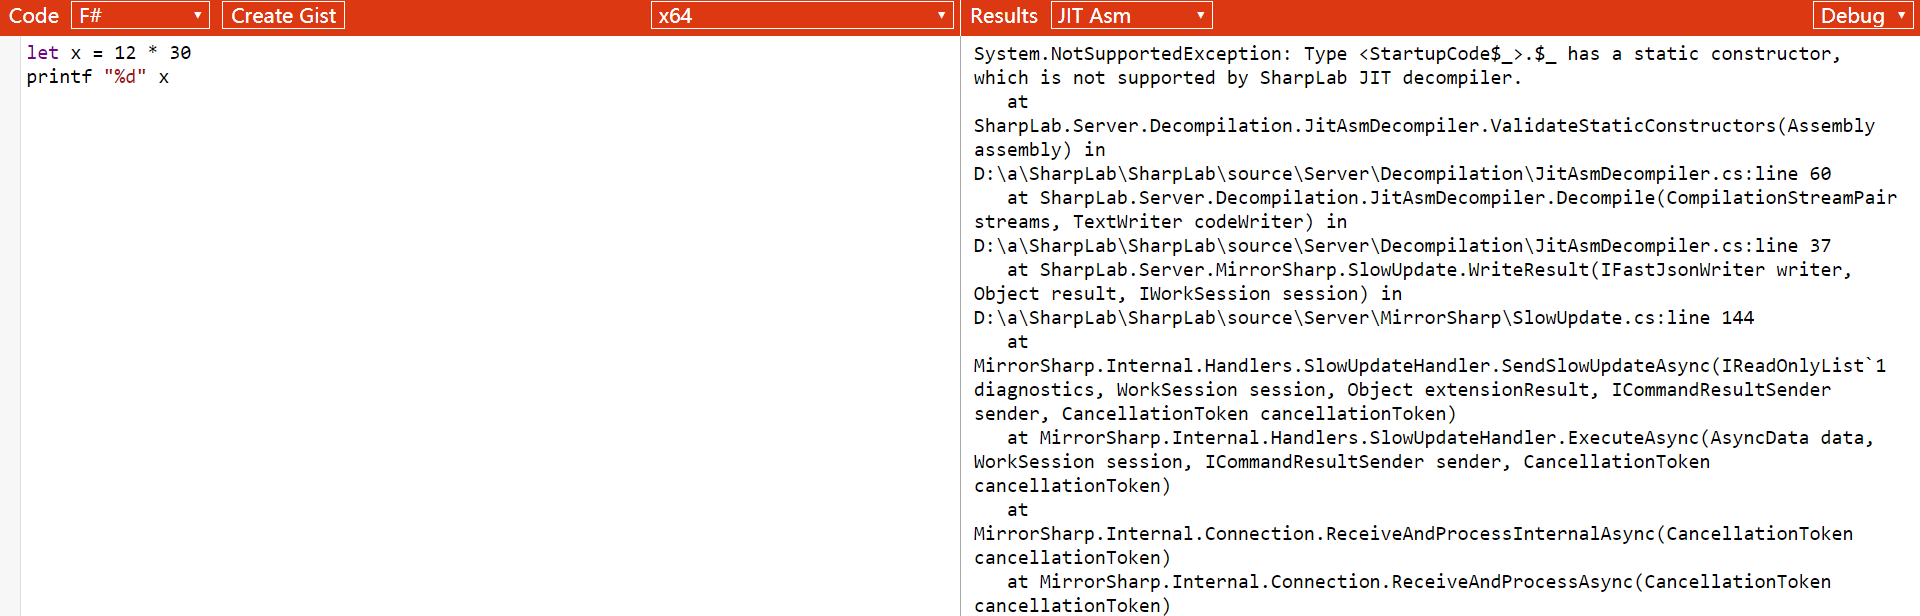 Code F# Create Gist x64 Results JIT Asm Debug
let x = 12 * 30
printf "%d" x
System.NotSupportedException: Type <StartupCode$_>.$_ has a static constructor,
which is not supported by SharpLab JIT decompiler.
   at
SharpLab.Server.Decompilation.JitAsmDecompiler.ValidateStaticConstructors(Assembly
assembly) in
D:\a\SharpLab\SharpLab\source\Server\Decompilation\JitAsmDecompiler.cs:line 60
   at SharpLab.Server.Decompilation.JitAsmDecompiler.Decompile(CompilationStreamPair
streams, TextWriter codeWriter) in
D:\a\SharpLab\SharpLab\source\Server\Decompilation\JitAsmDecompiler.cs:line 37
   at SharpLab.Server.MirrorSharp.SlowUpdate.WriteResult(IFastJsonWriter writer,
Object result, IWorkSession session) in
D:\a\SharpLab\SharpLab\source\Server\MirrorSharp\SlowUpdate.cs:line 144
   at
MirrorSharp.Internal.Handlers.SlowUpdateHandler.SendSlowUpdateAsync(IReadOnlyList`1
diagnostics, WorkSession session, Object extensionResult, ICommandResultSender
sender, CancellationToken cancellationToken)
   at MirrorSharp.Internal.Handlers.SlowUpdateHandler.ExecuteAsync(AsyncData data,
WorkSession session, ICommandResultSender sender, CancellationToken
cancellationToken)
   at
MirrorSharp.Internal.Connection.ReceiveAndProcessInternalAsync(CancellationToken
cancellationToken)
   at MirrorSharp.Internal.Connection.ReceiveAndProcessAsync(CancellationToken
cancellationToken)